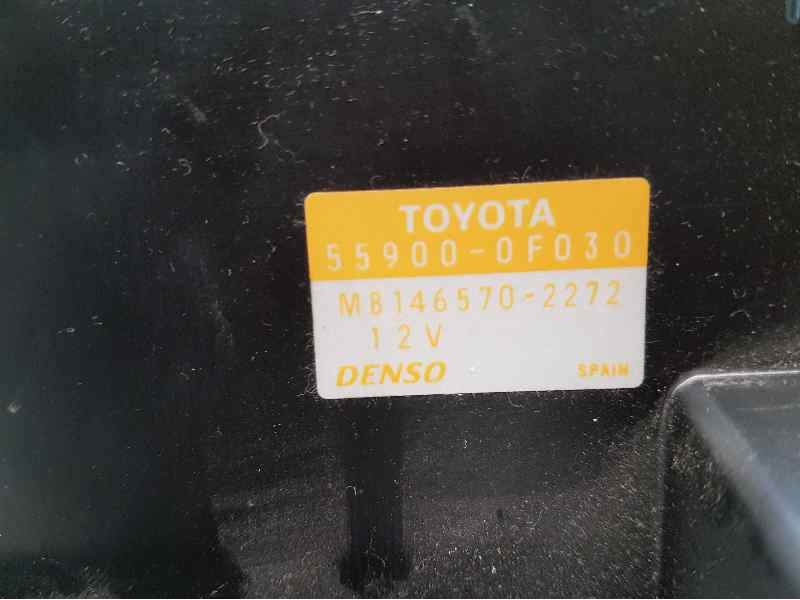 TOYOTA
55900-0F030
MB146570-2272
12V
DENSO SPAIN